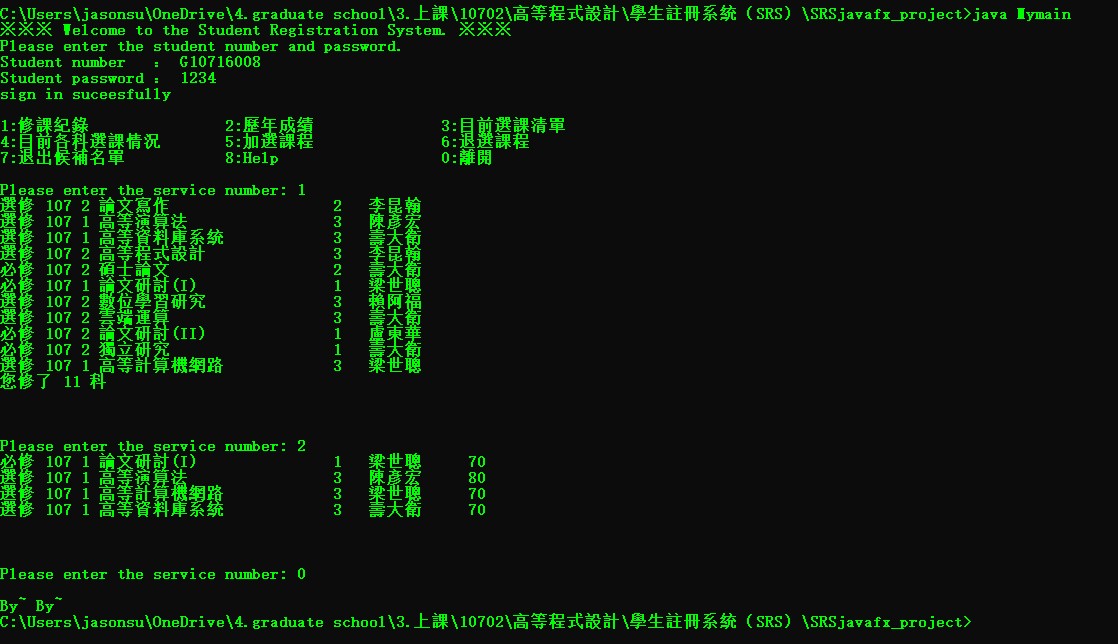 C:\Users\jasonsu\OneDrive\4.graduate school\3.上課\10702\高等程式設計\學生註冊系統（SRS）\SRSjavafx_project>java Mymain
※※※ Welcome to the Student Registration System. ※※※
Please enter the student number and password.
Student number   :  G10716008
Student password :  1234
sign in suceesfully
1:修課紀錄 2:歷年成績 3:目前選課清單
4:目前各科選課情況 5:加選課程 6:退選課程
7:退出候補名單 8:Help 0:離開
Please enter the service number: 1
選修 107 2 論文寫作 2 李昆翰
選修 107 1 高等演算法 3 陳彥宏
選修 107 1 高等資料庫系統 3 壽大衛
選修 107 2 高等程式設計 3 李昆翰
必修 107 2 碩士論文 2 壽大衛
必修 107 1 論文研討(I) 1 梁世聰
選修 107 2 數位學習研究 3 賴阿福
選修 107 2 雲端運算 3 壽大衛
必修 107 2 論文研討(II) 1 盧東華
必修 107 2 獨立研究 1 壽大衛
選修 107 1 高等計算機網路 3 梁世聰
您修了 11 科
Please enter the service number: 2
必修 107 1 論文研討(I) 1 梁世聰 70
選修 107 1 高等演算法 3 陳彥宏 80
選修 107 1 高等計算機網路 3 梁世聰 70
選修 107 1 高等資料庫系統 3 壽大衛 70
Please enter the service number: 0
By~ By~
C:\Users\jasonsu\OneDrive\4.graduate school\3.上課\10702\高等程式設計\學生註冊系統（SRS）\SRSjavafx_project>